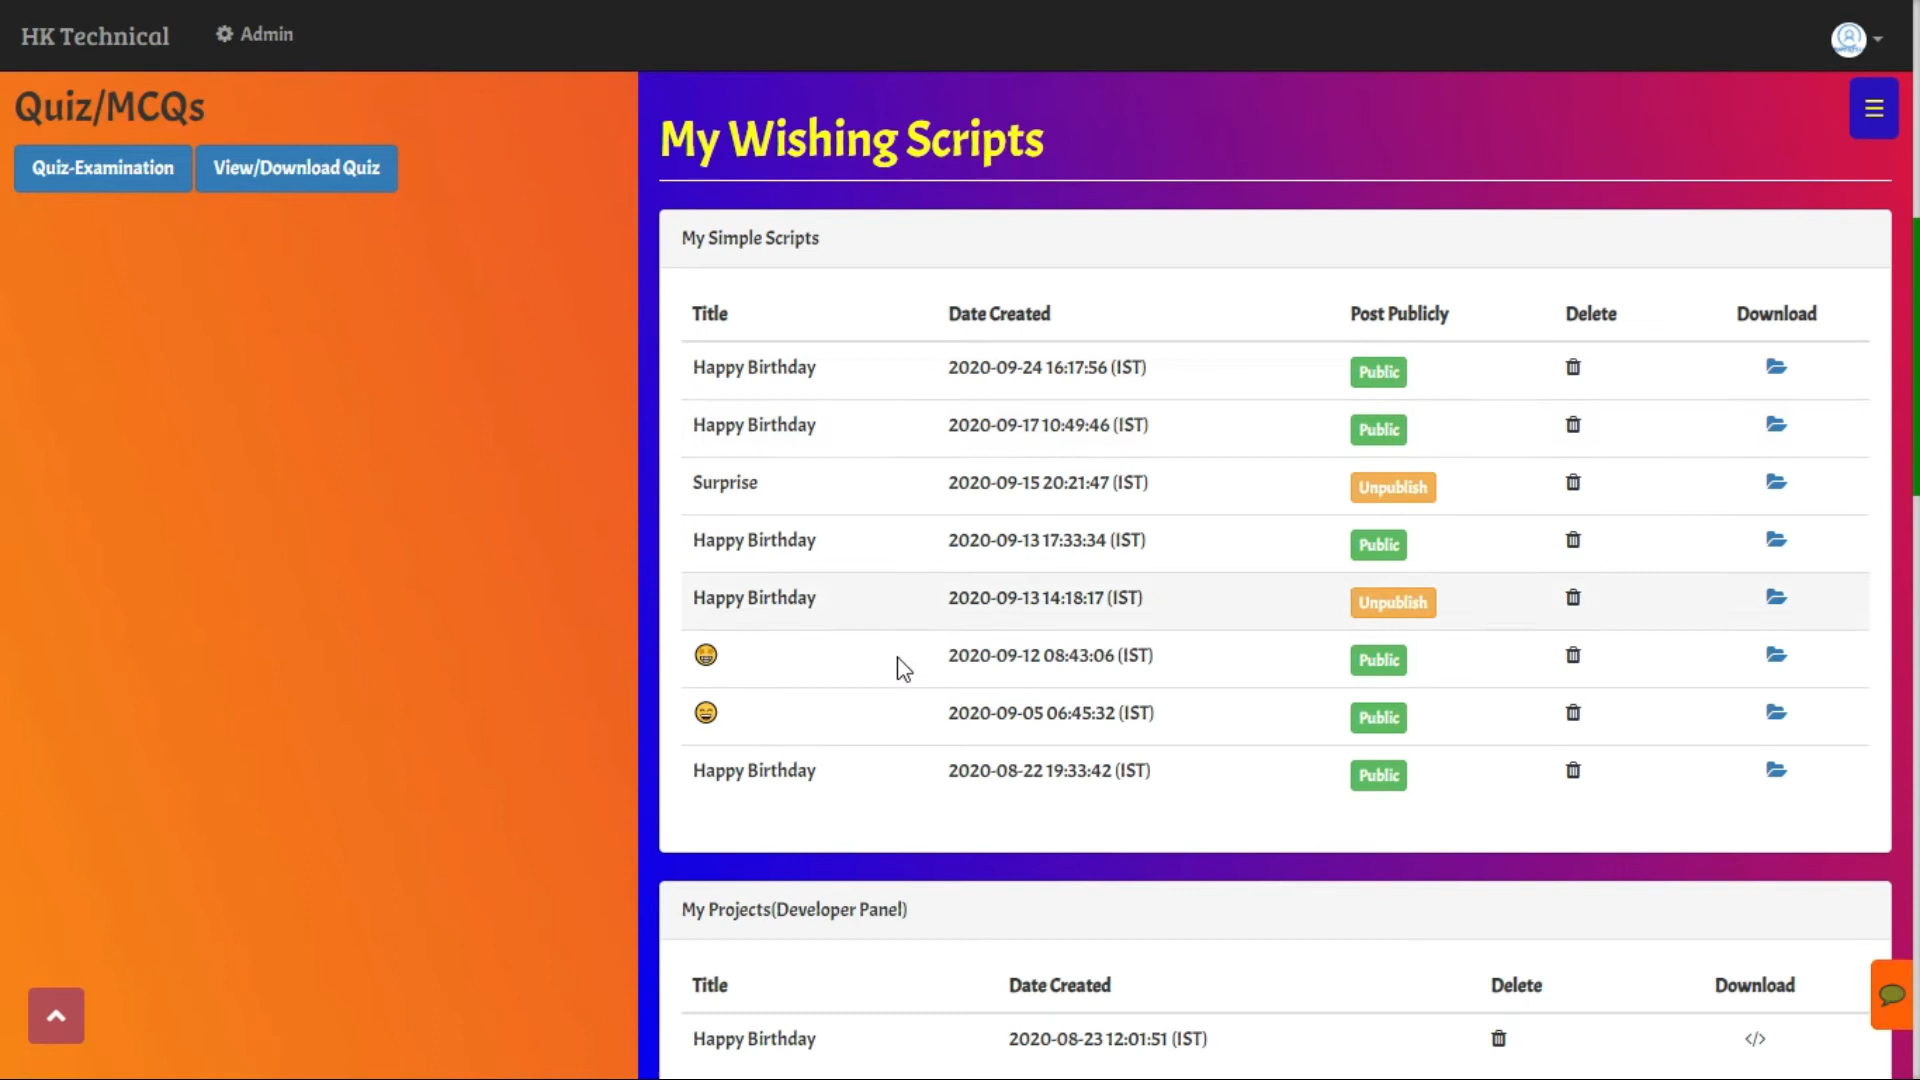 HK Technical Admin
Quiz/MCQs
Quiz-Examination View/Download Quiz
My Wishing Scripts
My Simple Scripts
Title Date Created Post Publicly Delete Download
Happy Birthday 2020-09-24 16:17:56 (IST) Public
Happy Birthday 2020-09-17 10:49:46 (IST) Public
Surprise 2020-09-15 20:21:47 (IST) Unpublish
Happy Birthday 2020-09-13 17:33:34 (IST) Public
Happy Birthday 2020-09-13 14:18:17 (IST) Unpublish
😁 2020-09-12 08:43:06 (IST) Public
😄 2020-09-05 06:45:32 (IST) Public
Happy Birthday 2020-08-22 19:33:42 (IST) Public
My Projects(Developer Panel)
Title Date Created Delete Download
Happy Birthday 2020-08-23 12:01:51 (IST) </>